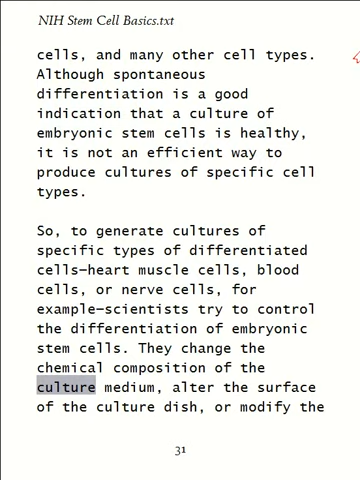 NIH Stem Cell Basics.txt
cells, and many other cell types.
Although spontaneous
differentiation is a good
indication that a culture of
embryonic stem cells is healthy,
it is not an efficient way to
produce cultures of specific cell
types.
So, to generate cultures of
specific types of differentiated
cells—heart muscle cells, blood
cells, or nerve cells, for
example—scientists try to control
the differentiation of embryonic
stem cells. They change the
chemical composition of the
culture medium, alter the surface
of the culture dish, or modify the
31